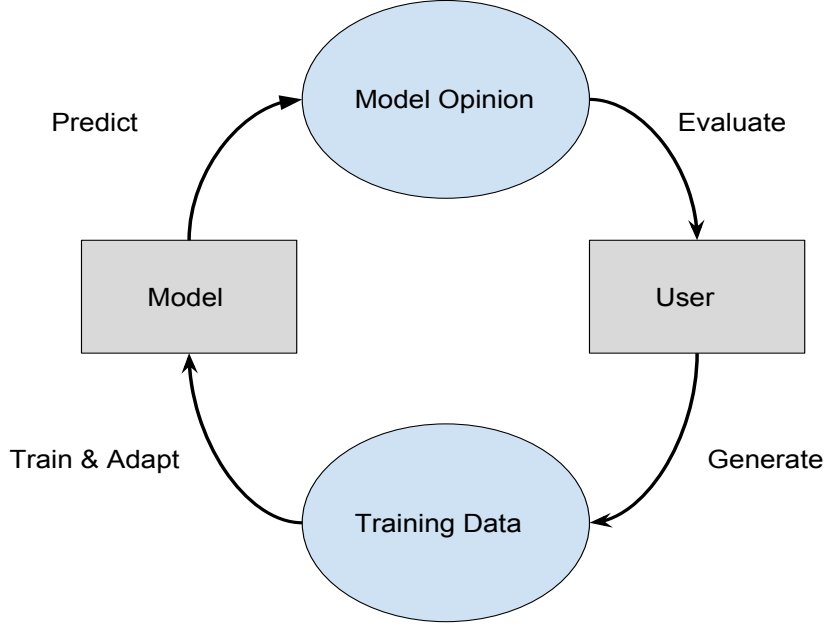 Model Opinion
Predict
Evaluate
Model
User
Train & Adapt
Generate
Training Data